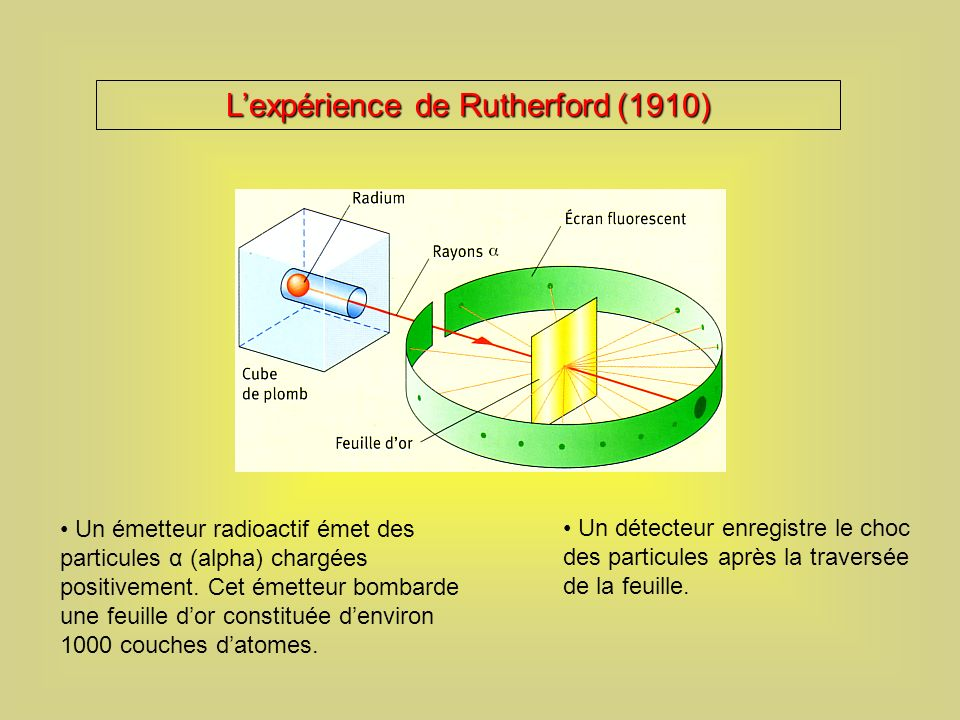 L’expérience de Rutherford (1910)
Radium
Écran fluorescent
Rayons α
Cube
de plomb
Feuille d’or
• Un émetteur radioactif émet des
particules α (alpha) chargées
positivement. Cet émetteur bombarde
une feuille d’or constituée d’environ
1000 couches d’atomes.
• Un détecteur enregistre le choc
des particules après la traversée
de la feuille.